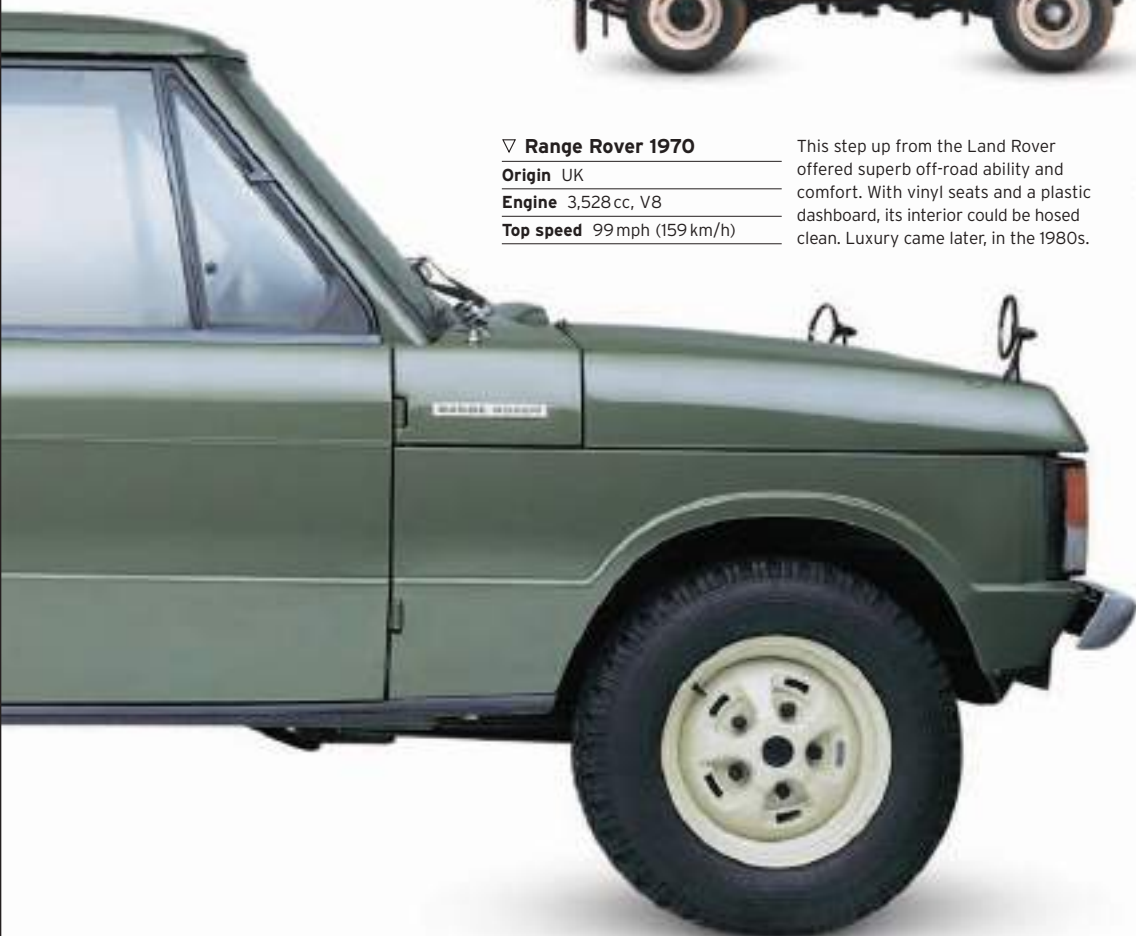 ▽ Range Rover 1970
Origin UK
Engine 3,528 cc, V8
Top speed 99 mph (159 km/h)
This step up from the Land Rover
offered superb off-road ability and
comfort. With vinyl seats and a plastic
dashboard, its interior could be hosed
clean. Luxury came later, in the 1980s.
RANGE ROVER